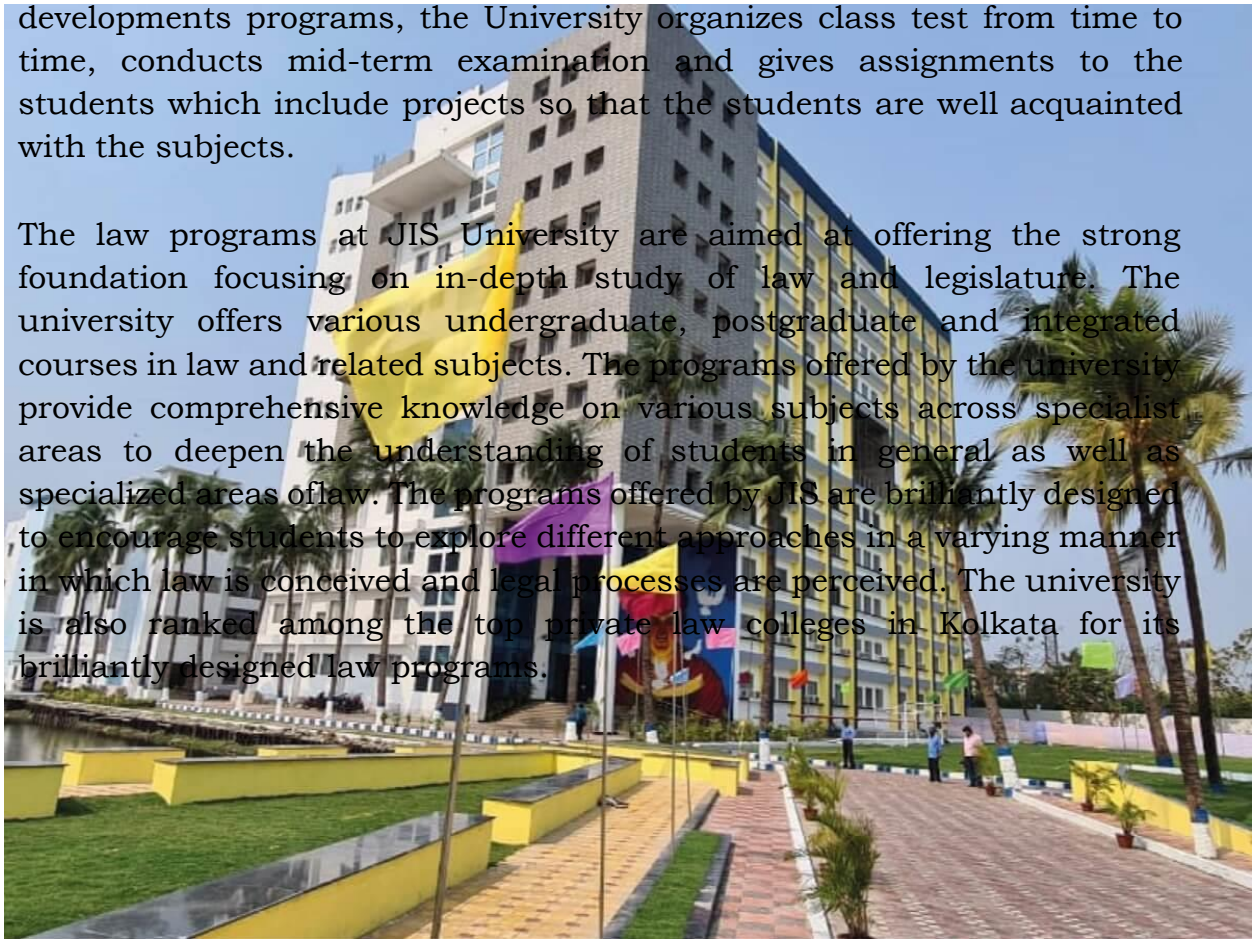 developments programs, the University organizes class test from time to
time, conducts mid-term examination and gives assignments to the
students which include projects so that the students are well acquainted
with the subjects.
The law programs at JIS University are aimed at offering the strong
foundation focusing on in-depth study of law and legislature. The
university offers various undergraduate, postgraduate and integrated
courses in law and related subjects. The programs offered by the university
provide comprehensive knowledge on various subjects across specialist
areas to deepen the understanding of students in general as well as
specialized areas oflaw. The programs offered by JIS are brilliantly designed
to encourage students to explore different approaches in a varying manner
in which law is conceived and legal processes are perceived. The university
is also ranked among the top private law colleges in Kolkata for its
brilliantly designed law programs.